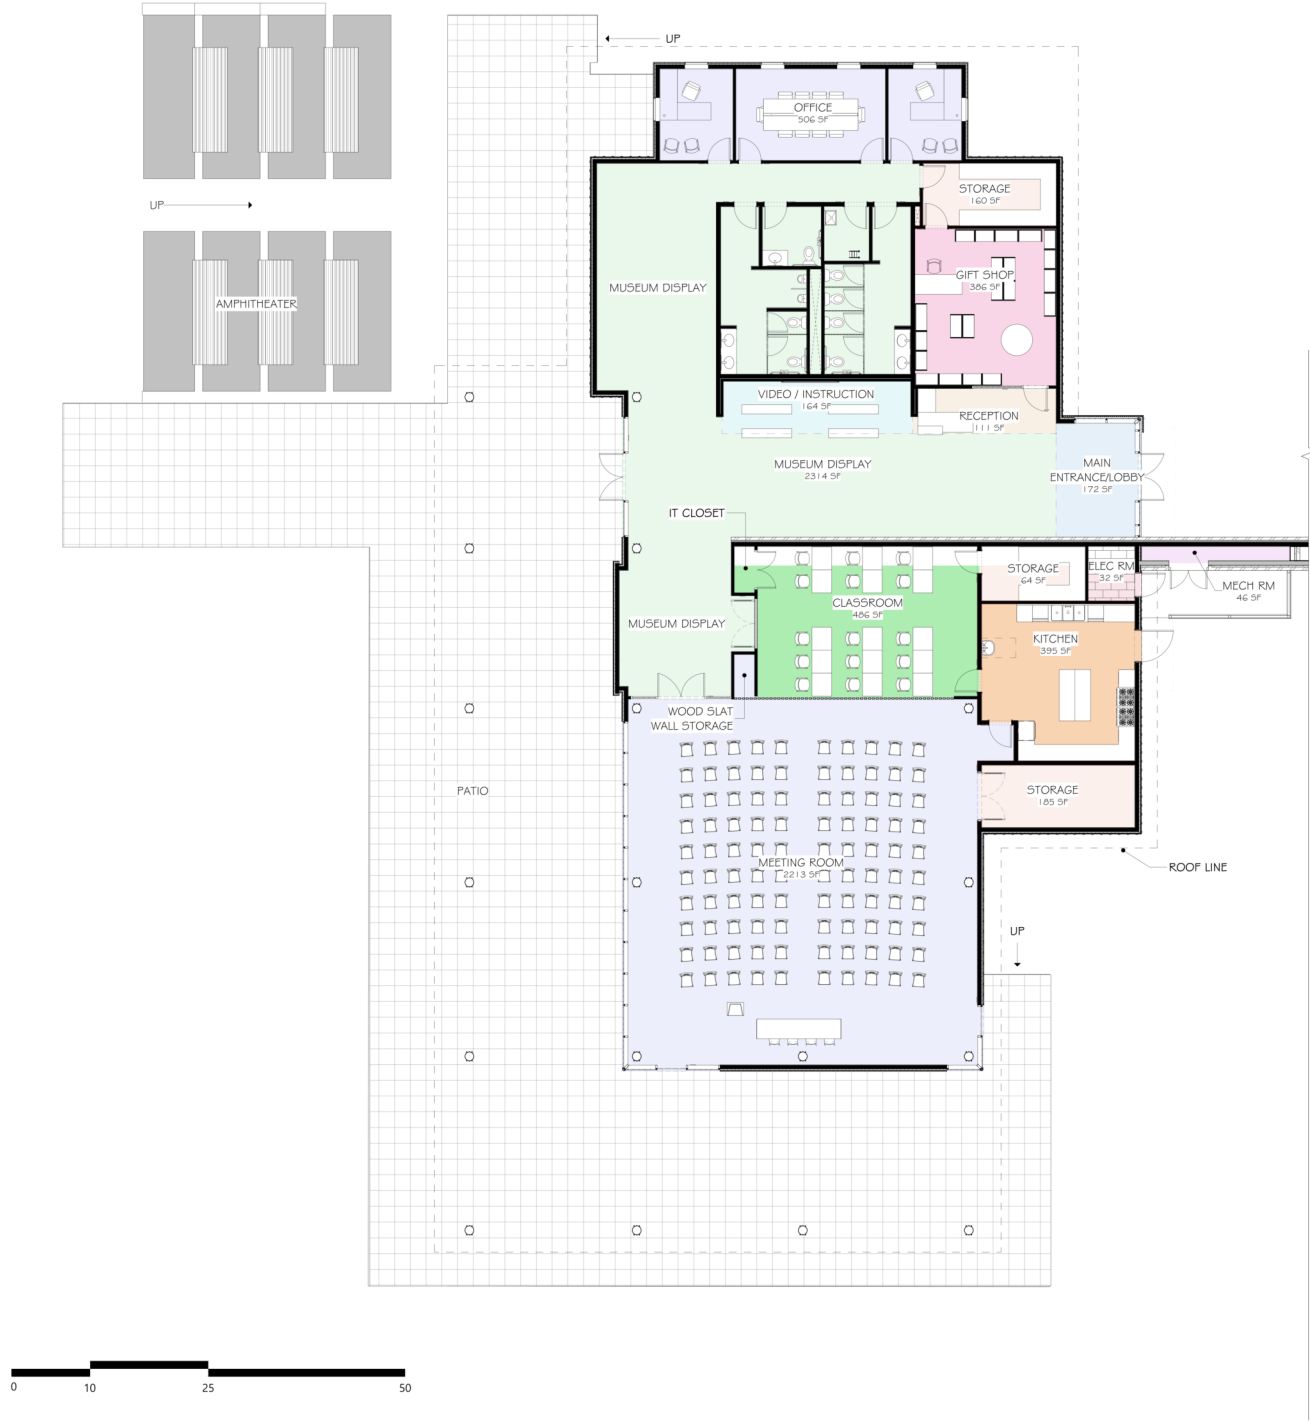 UP
OFFICE
506 SF
STORAGE
160 SF
UP
GIFT SHOP
386 SF
MUSEUM DISPLAY
AMPHITHEATER
VIDEO / INSTRUCTION
164 SF
RECEPTION
111 SF
MUSEUM DISPLAY
2314 SF
MAIN
ENTRANCE/LOBBY
172 SF
IT CLOSET
STORAGE
64 SF
ELEC RM
32 SF
MECH RM
46 SF
CLASSROOM
486 SF
MUSEUM DISPLAY
KITCHEN
395 SF
WOOD SLAT
WALL STORAGE
PATIO
STORAGE
185 SF
MEETING ROOM
2213 SF
ROOF LINE
UP
0 10 25 50